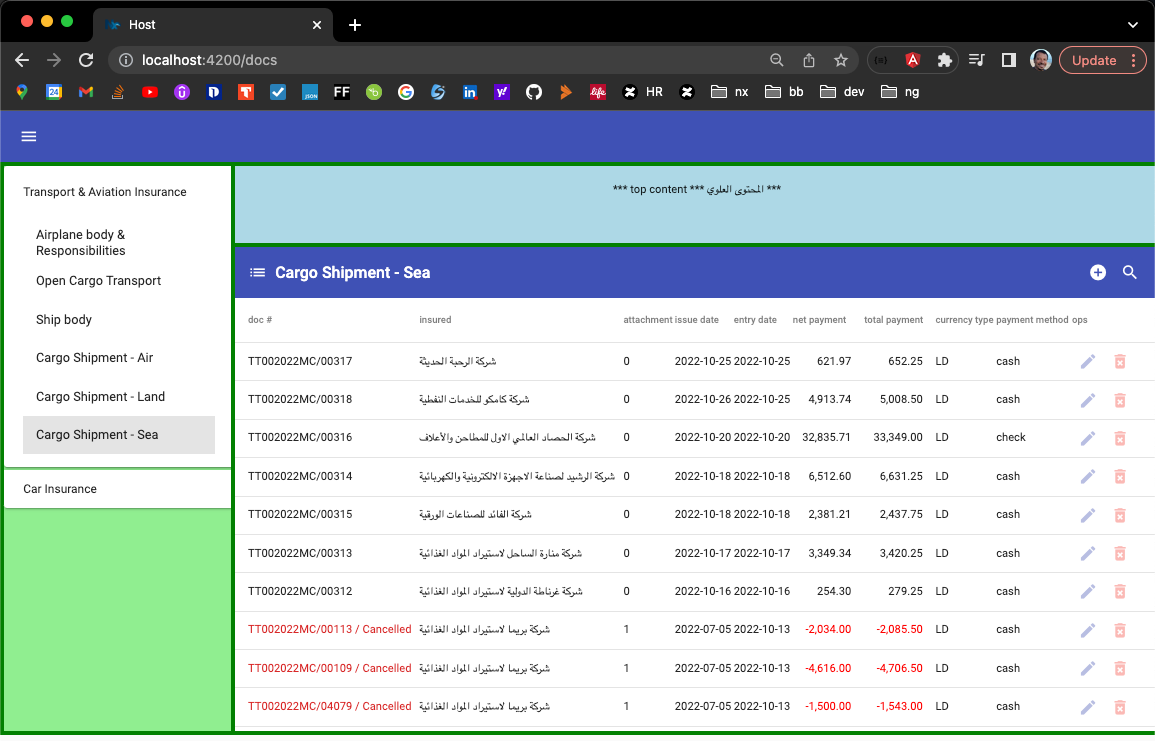 Host
localhost:4200/docs
Update
24
JSON
FF
life
HR
nx
bb
dev
ng
*** top content *** المحتوى العلوي ***
Transport & Aviation Insurance
Airplane body &
Responsibilities
Open Cargo Transport
Ship body
Cargo Shipment - Air
Cargo Shipment - Land
Cargo Shipment - Sea
Car Insurance
Cargo Shipment - Sea
doc # insured attachment issue date entry date net payment total payment currency type payment method ops
TT002022MC/00317 شركة الرحبة الحديثة 0 2022-10-25 2022-10-25 621.97 652.25 LD cash
TT002022MC/00318 شركة كامكو للخدمات النفطية 0 2022-10-26 2022-10-25 4,913.74 5,008.50 LD cash
TT002022MC/00316 شركة الحصاد العالمي الاول للمطاحن والأعلاف 0 2022-10-20 2022-10-20 32,835.71 33,349.00 LD check
TT002022MC/00314 شركة الرشيد لصناعة الاجهزة الالكترونية والكهربائية 0 2022-10-18 2022-10-18 6,512.60 6,631.25 LD cash
TT002022MC/00315 شركة الفائد للصناعات الورقية 0 2022-10-18 2022-10-18 2,381.21 2,437.75 LD cash
TT002022MC/00313 شركة منارة الساحل لاستيراد المواد الغذائية 0 2022-10-17 2022-10-17 3,349.34 3,420.25 LD cash
TT002022MC/00312 شركة غرناطة الدولية لاستيراد المواد الغذائية 0 2022-10-16 2022-10-16 254.30 279.25 LD cash
TT002022MC/00113 / Cancelled شركة بريما لاستيراد المواد الغذائية 1 2022-07-05 2022-10-13 -2,034.00 -2,085.50 LD cash
TT002022MC/00109 / Cancelled شركة بريما لاستيراد المواد الغذائية 1 2022-07-05 2022-10-13 -4,616.00 -4,706.50 LD cash
TT002022MC/04079 / Cancelled شركة بريما لاستيراد المواد الغذائية 1 2022-07-05 2022-10-13 -1,500.00 -1,543.00 LD cash